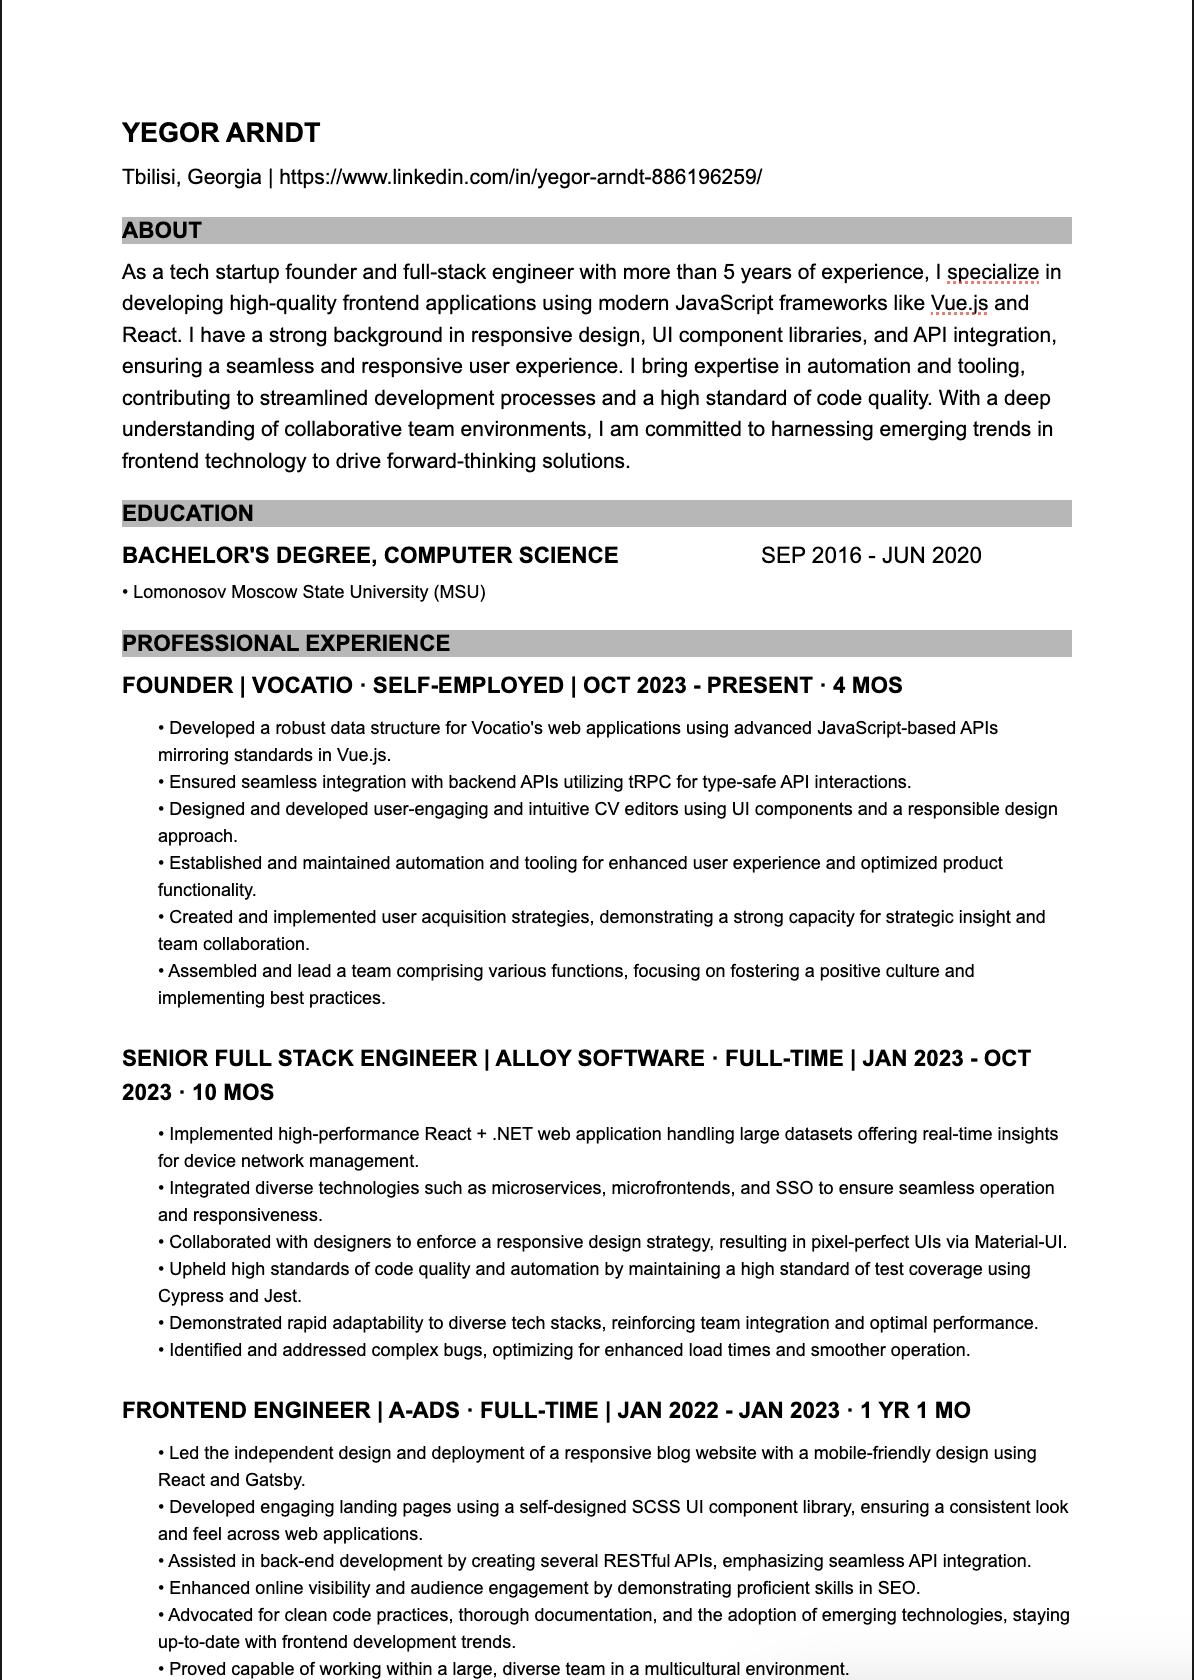 YEGOR ARNDT
Tbilisi, Georgia | https://www.linkedin.com/in/yegor-arndt-886196259/
ABOUT
As a tech startup founder and full-stack engineer with more than 5 years of experience, I specialize in
developing high-quality frontend applications using modern JavaScript frameworks like Vue.js and
React. I have a strong background in responsive design, UI component libraries, and API integration,
ensuring a seamless and responsive user experience. I bring expertise in automation and tooling,
contributing to streamlined development processes and a high standard of code quality. With a deep
understanding of collaborative team environments, I am committed to harnessing emerging trends in
frontend technology to drive forward-thinking solutions.
EDUCATION
BACHELOR'S DEGREE, COMPUTER SCIENCE SEP 2016 - JUN 2020
• Lomonosov Moscow State University (MSU)
PROFESSIONAL EXPERIENCE
FOUNDER | VOCATIO · SELF-EMPLOYED | OCT 2023 - PRESENT · 4 MOS
• Developed a robust data structure for Vocatio's web applications using advanced JavaScript-based APIs
mirroring standards in Vue.js.
• Ensured seamless integration with backend APIs utilizing tRPC for type-safe API interactions.
• Designed and developed user-engaging and intuitive CV editors using UI components and a responsible design
approach.
• Established and maintained automation and tooling for enhanced user experience and optimized product
functionality.
• Created and implemented user acquisition strategies, demonstrating a strong capacity for strategic insight and
team collaboration.
• Assembled and lead a team comprising various functions, focusing on fostering a positive culture and
implementing best practices.
SENIOR FULL STACK ENGINEER | ALLOY SOFTWARE · FULL-TIME | JAN 2023 - OCT
2023 · 10 MOS
• Implemented high-performance React + .NET web application handling large datasets offering real-time insights
for device network management.
• Integrated diverse technologies such as microservices, microfrontends, and SSO to ensure seamless operation
and responsiveness.
• Collaborated with designers to enforce a responsive design strategy, resulting in pixel-perfect UIs via Material-UI.
• Upheld high standards of code quality and automation by maintaining a high standard of test coverage using
Cypress and Jest.
• Demonstrated rapid adaptability to diverse tech stacks, reinforcing team integration and optimal performance.
• Identified and addressed complex bugs, optimizing for enhanced load times and smoother operation.
FRONTEND ENGINEER | A-ADS · FULL-TIME | JAN 2022 - JAN 2023 · 1 YR 1 MO
• Led the independent design and deployment of a responsive blog website with a mobile-friendly design using
React and Gatsby.
• Developed engaging landing pages using a self-designed SCSS UI component library, ensuring a consistent look
and feel across web applications.
• Assisted in back-end development by creating several RESTful APIs, emphasizing seamless API integration.
• Enhanced online visibility and audience engagement by demonstrating proficient skills in SEO.
• Advocated for clean code practices, thorough documentation, and the adoption of emerging technologies, staying
up-to-date with frontend development trends.
• Proved capable of working within a large, diverse team in a multicultural environment.